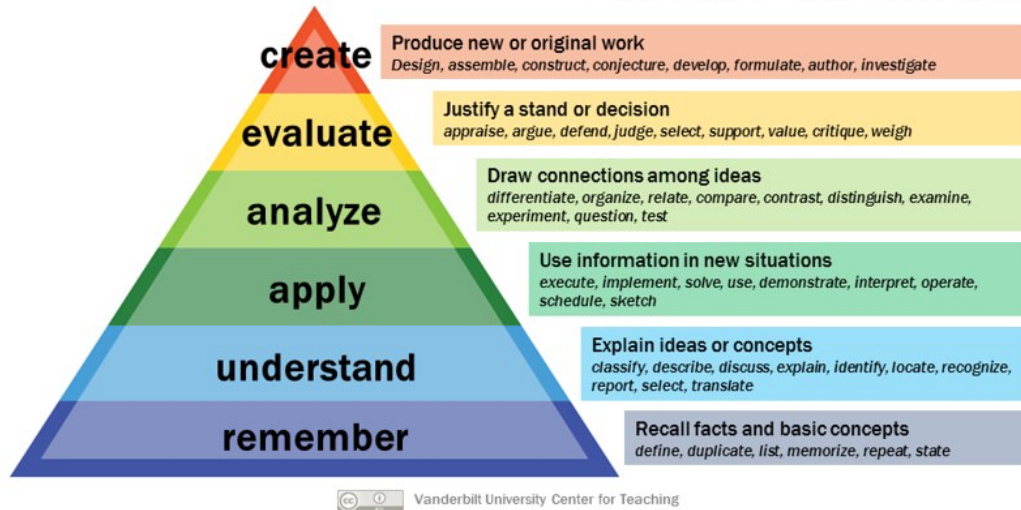 create
Produce new or original work
Design, assemble, construct, conjecture, develop, formulate, author, investigate
evaluate
Justify a stand or decision
appraise, argue, defend, judge, select, support, value, critique, weigh
analyze
Draw connections among ideas
differentiate, organize, relate, compare, contrast, distinguish, examine,
experiment, question, test
apply
Use information in new situations
execute, implement, solve, use, demonstrate, interpret, operate,
schedule, sketch
understand
Explain ideas or concepts
classify, describe, discuss, explain, identify, locate, recognize,
report, select, translate
remember
Recall facts and basic concepts
define, duplicate, list, memorize, repeat, state
cc
Vanderbilt University Center for Teaching